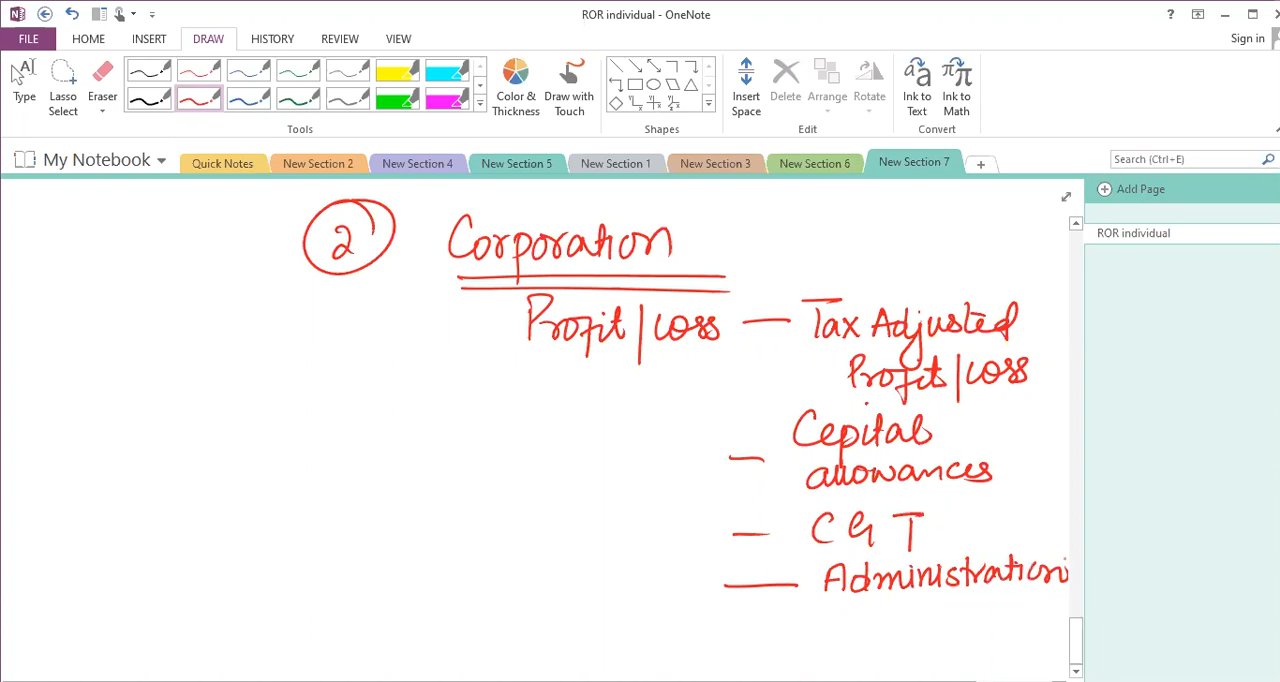 ROR individual - OneNote
?
Sign in
FILE HOME INSERT DRAW HISTORY REVIEW VIEW
Type
Lasso Select
Eraser
Color & Thickness
Draw with Touch
Insert Space
Delete
Arrange
Rotate
Ink to Text
Ink to Math
Tools
Shapes
Edit
Convert
My Notebook
Quick Notes
New Section 2
New Section 4
New Section 5
New Section 1
New Section 3
New Section 6
New Section 7
Search (Ctrl+E)
Add Page
ROR individual
2 Corporation
Profit/Loss — Tax Adjusted
Profit/Loss
— Cepital
allowances
— CGT
— Administration